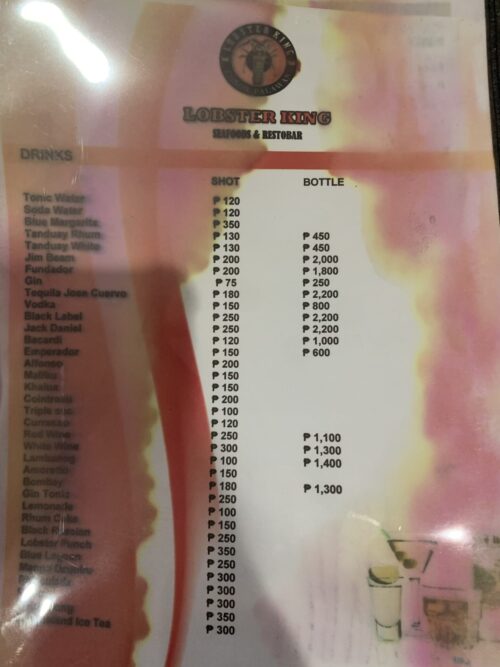 LOBSTER KING
LOBSTER KING
SEAFOODS & RESTOBAR
DRINKS
SHOT BOTTLE
Tonic Water ₱ 120
Soda Water ₱ 120
Blue Margarita ₱ 350
Tanduay Rhum ₱ 130 ₱ 450
Tanduay White ₱ 130 ₱ 450
Jim Beam ₱ 200 ₱ 2,000
Fundador ₱ 200 ₱ 1,800
Gin ₱ 75 ₱ 250
Tequila Jose Cuervo ₱ 180 ₱ 2,200
Vodka ₱ 150 ₱ 800
Black Label ₱ 250 ₱ 2,200
Jack Daniel ₱ 250 ₱ 2,200
Bacardi ₱ 120 ₱ 1,000
Emperador ₱ 150 ₱ 600
Alfonso ₱ 200
Malibu ₱ 150
Khalua ₱ 150
Cointreau ₱ 200
Triple sec ₱ 100
₱ 120
Red Wine ₱ 250 ₱ 1,100
White Wine ₱ 300 ₱ 1,300
Lambanog ₱ 100 ₱ 1,400
Amaretto ₱ 150
Bombay ₱ 180 ₱ 1,300
Gin Tonic ₱ 250
Lemonade ₱ 100
Rhum Coke ₱ 150
Black Russian ₱ 250
Lobster Punch ₱ 350
Blue Lagoon ₱ 250
₱ 300
₱ 300
₱ 300
₱ 350
Ice Tea ₱ 300